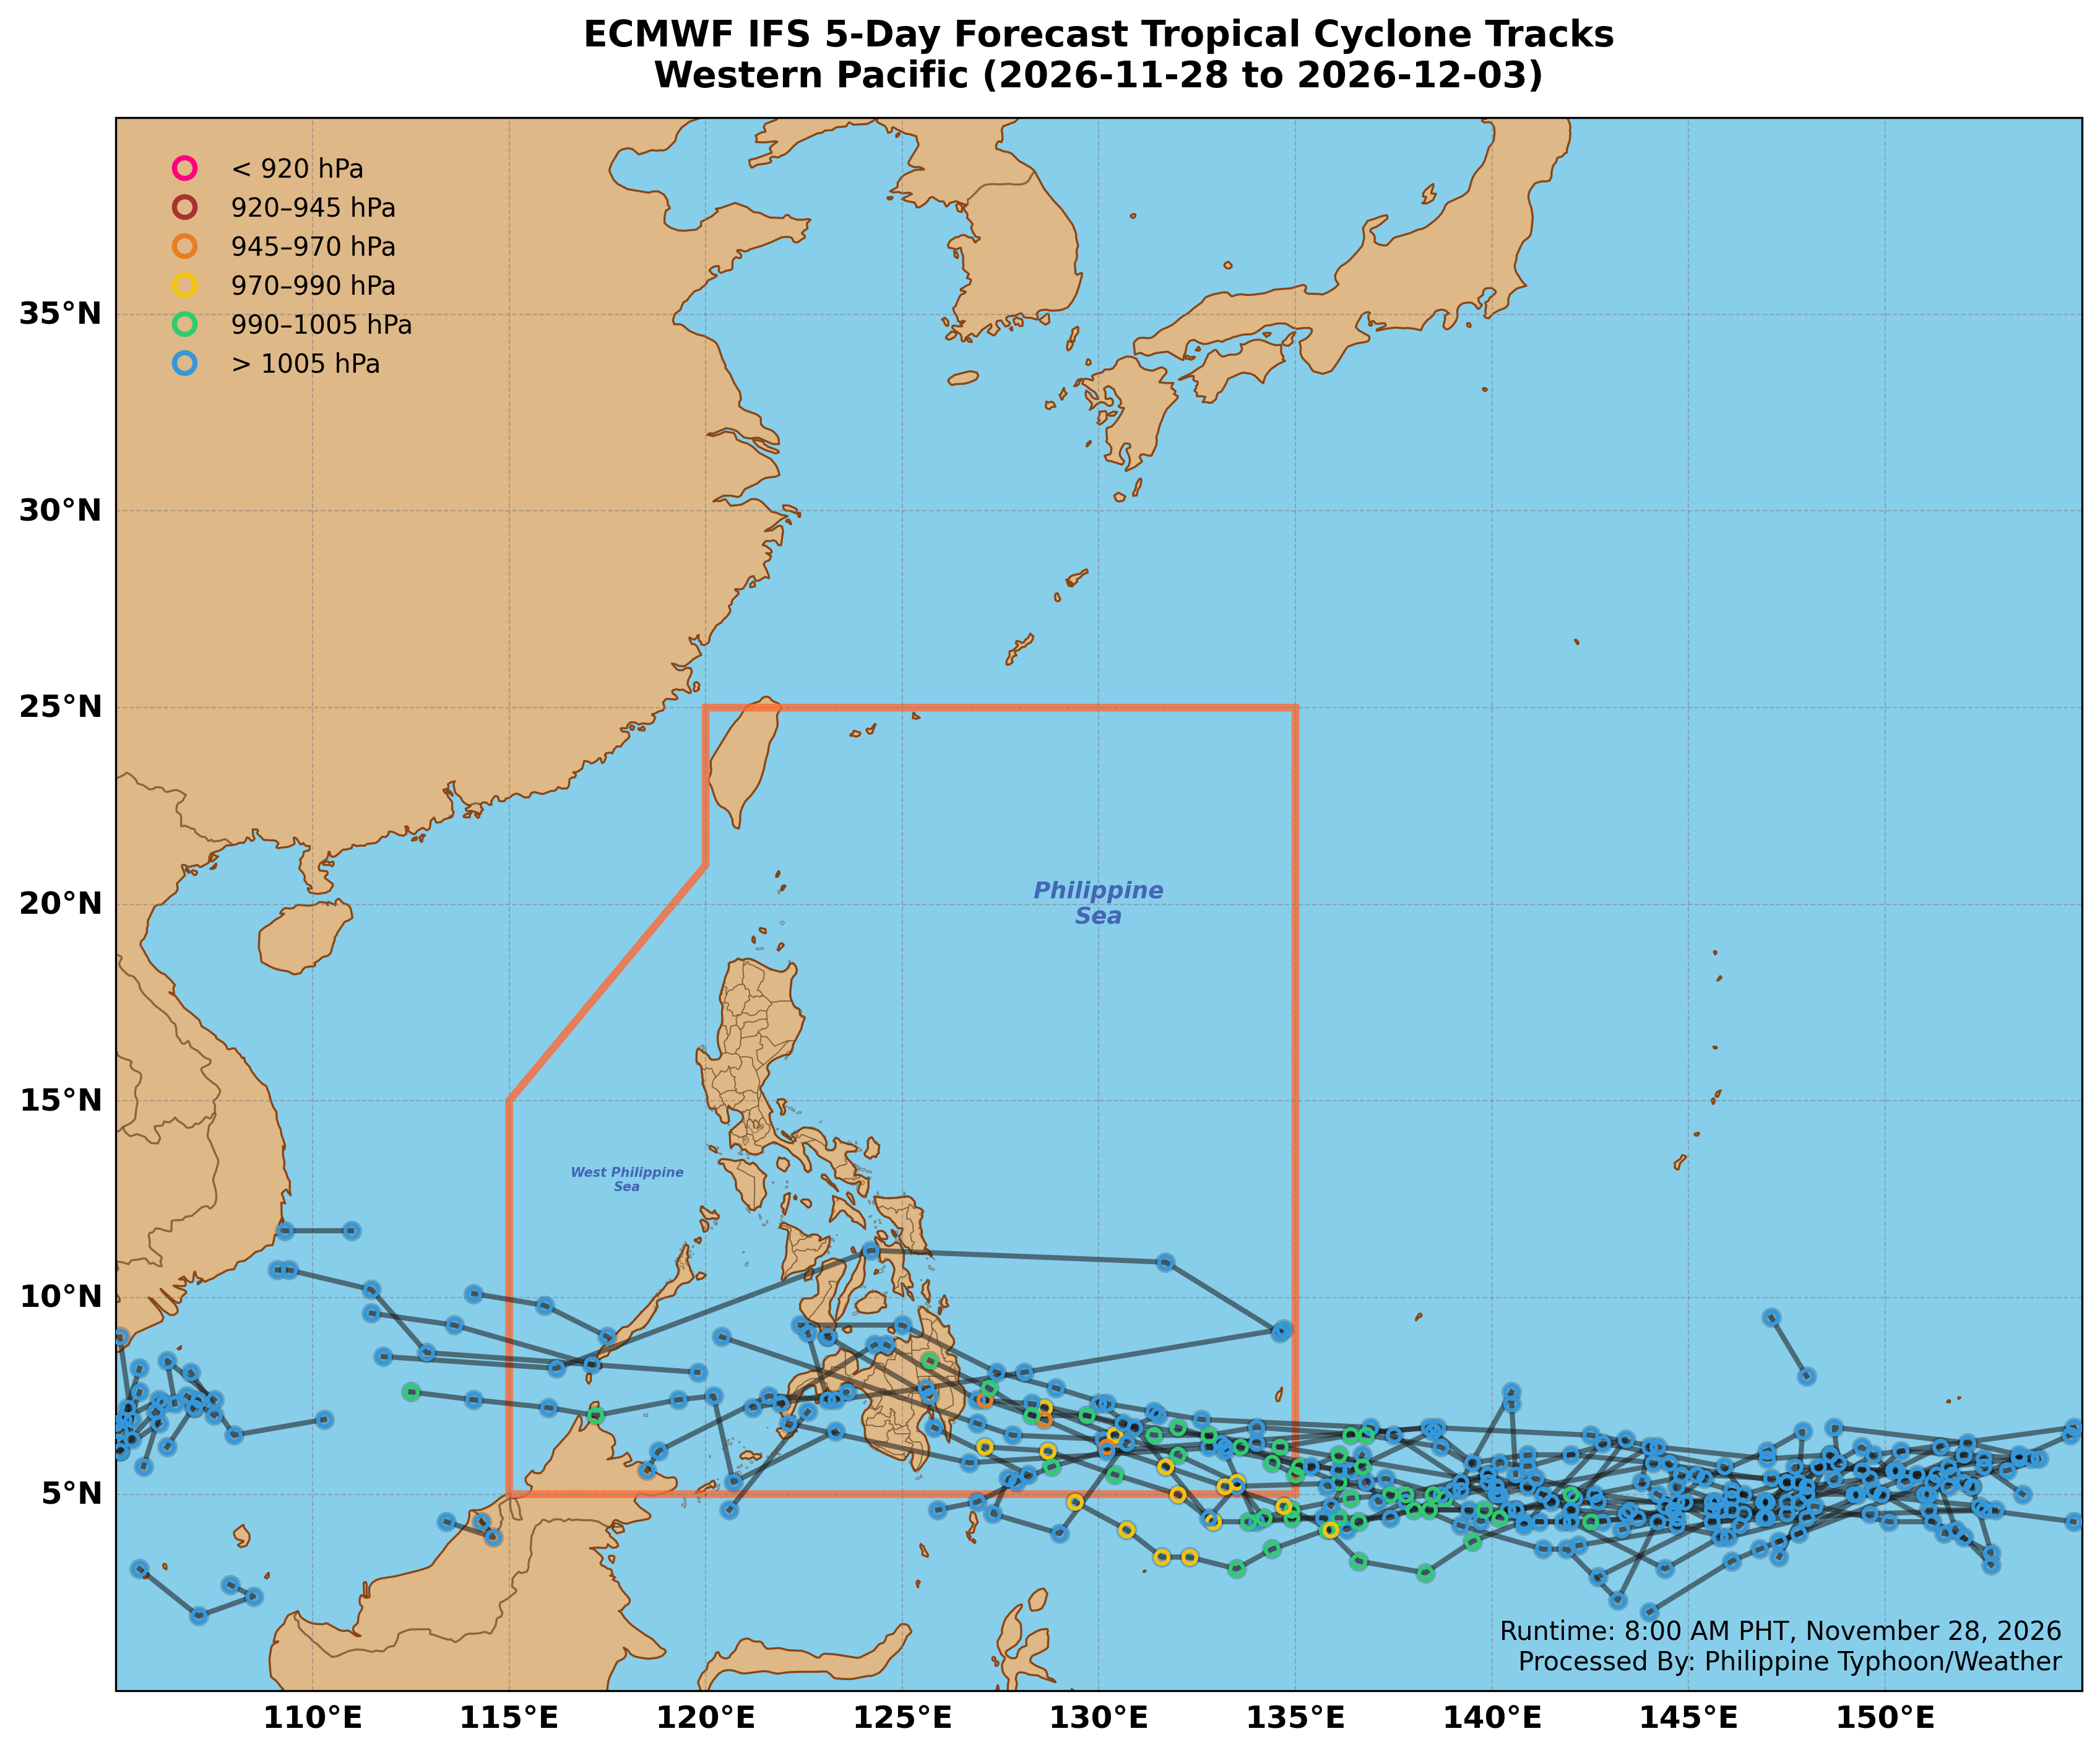 ECMWF IFS 5-Day Forecast Tropical Cyclone Tracks
Western Pacific (2026-11-28 to 2026-12-03)
< 920 hPa
920–945 hPa
945–970 hPa
970–990 hPa
990–1005 hPa
> 1005 hPa
35°N
30°N
25°N
20°N
15°N
10°N
5°N
Philippine
Sea
West Philippine
Sea
Runtime: 8:00 AM PHT, November 28, 2026
Processed By: Philippine Typhoon/Weather
110°E
115°E
120°E
125°E
130°E
135°E
140°E
145°E
150°E